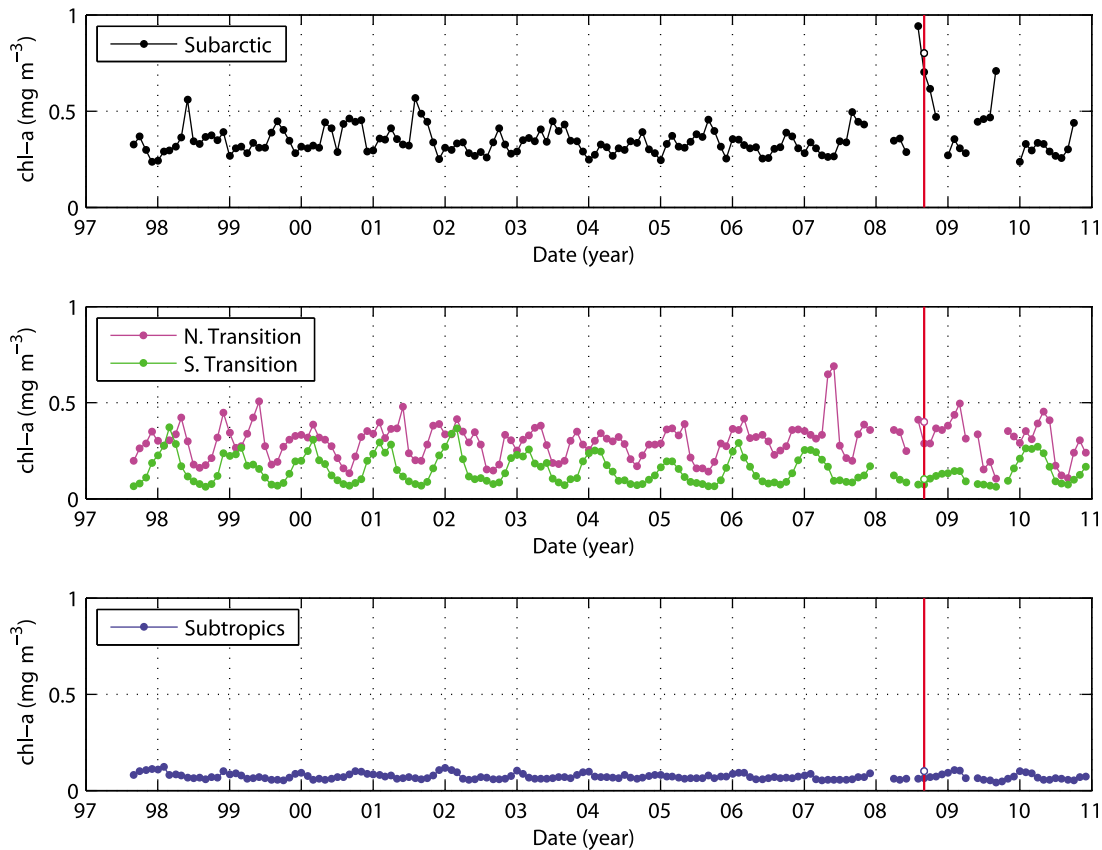 1
Subarctic
chl−a (mg m−3)
0.5
0
97 98 99 00 01 02 03 04 05 06 07 08 09 10 11
Date (year)
1
N. Transition
S. Transition
chl−a (mg m−3)
0.5
0
97 98 99 00 01 02 03 04 05 06 07 08 09 10 11
Date (year)
1
Subtropics
chl−a (mg m−3)
0.5
0
97 98 99 00 01 02 03 04 05 06 07 08 09 10 11
Date (year)